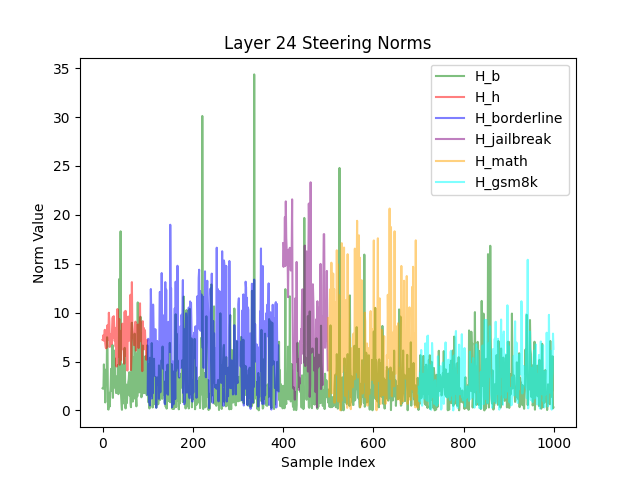 Layer 24 Steering Norms
Norm Value
35
30
25
20
15
10
5
0
0 200 400 600 800 1000
Sample Index
H_b
H_h
H_borderline
H_jailbreak
H_math
H_gsm8k